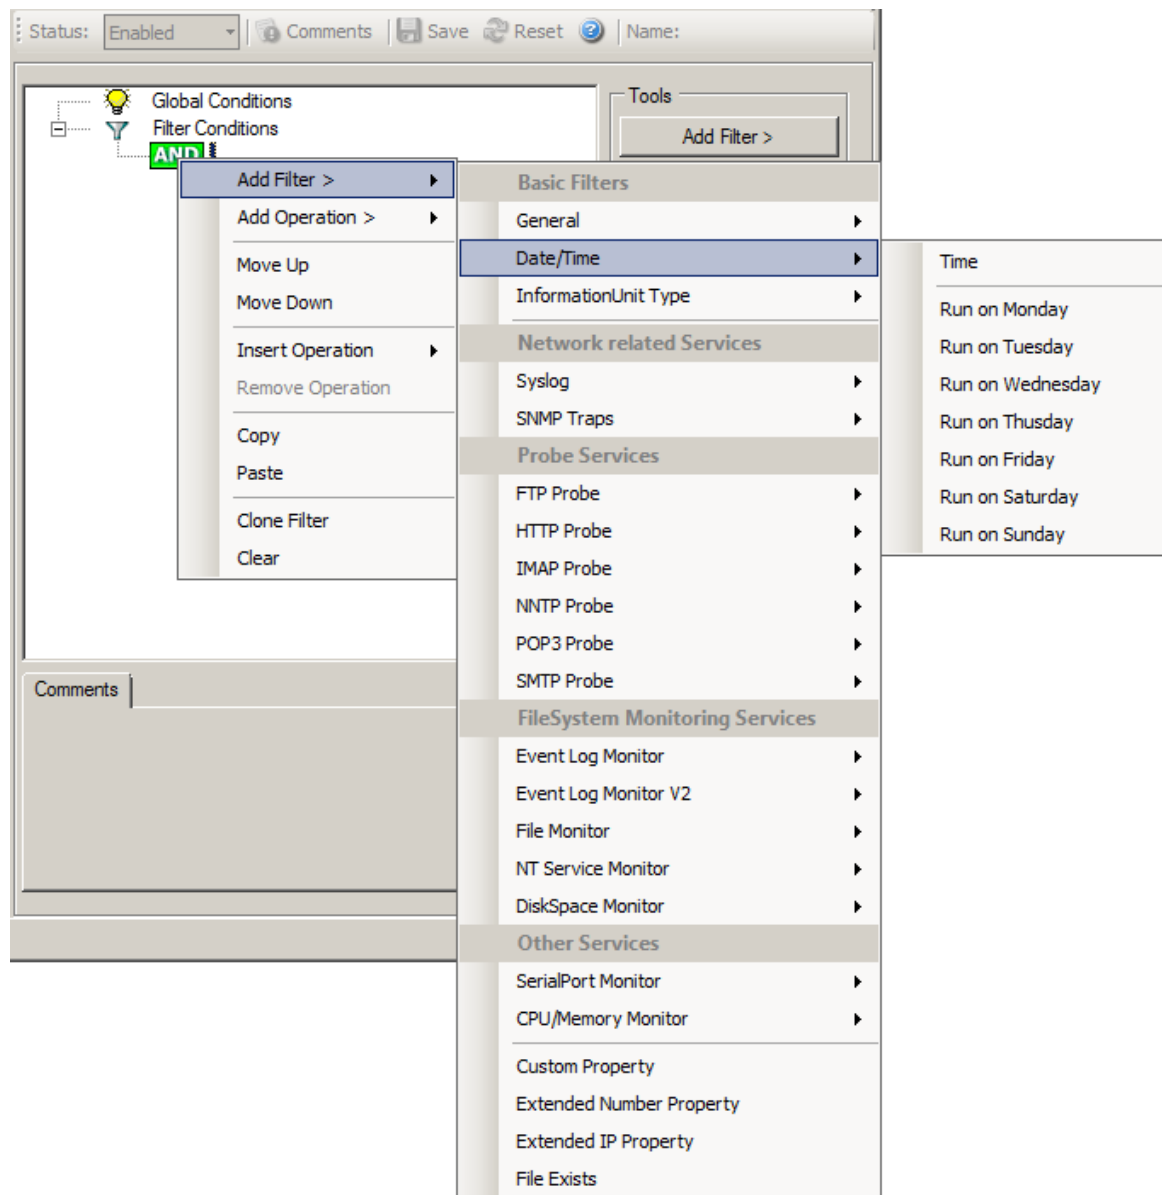 Status: Enabled Comments Save Reset Name:
Global Conditions
Filter Conditions
AND
Tools
Add Filter >
Add Filter >
Add Operation >
Move Up
Move Down
Insert Operation
Remove Operation
Copy
Paste
Clone Filter
Clear
Basic Filters
General
Date/Time
InformationUnit Type
Network related Services
Syslog
SNMP Traps
Probe Services
FTP Probe
HTTP Probe
IMAP Probe
NNTP Probe
POP3 Probe
SMTP Probe
FileSystem Monitoring Services
Event Log Monitor
Event Log Monitor V2
File Monitor
NT Service Monitor
DiskSpace Monitor
Other Services
SerialPort Monitor
CPU/Memory Monitor
Custom Property
Extended Number Property
Extended IP Property
File Exists
Time
Run on Monday
Run on Tuesday
Run on Wednesday
Run on Thusday
Run on Friday
Run on Saturday
Run on Sunday
Comments